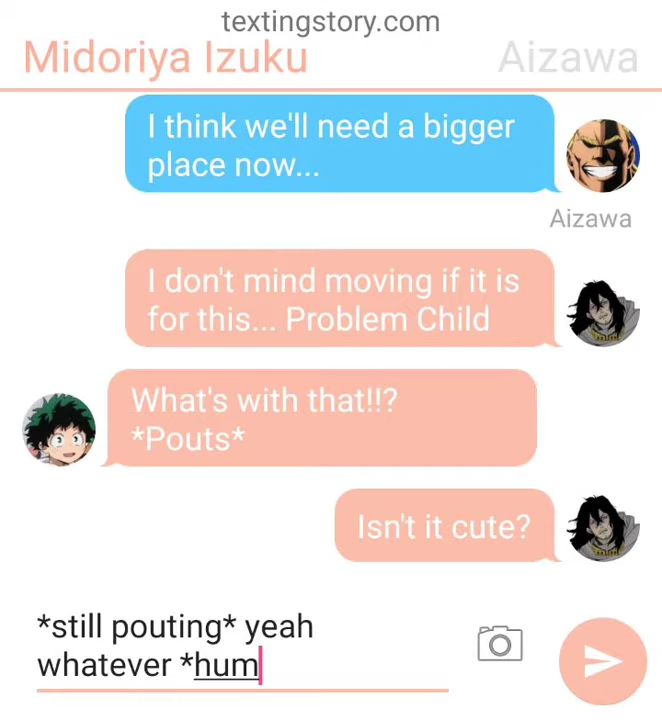 textingstory.com
Midoriya Izuku
Aizawa
I think we'll need a bigger
place now...
Aizawa
I don't mind moving if it is
for this... Problem Child
What's with that!!?
*Pouts*
Isn't it cute?
*still pouting* yeah
whatever *hum